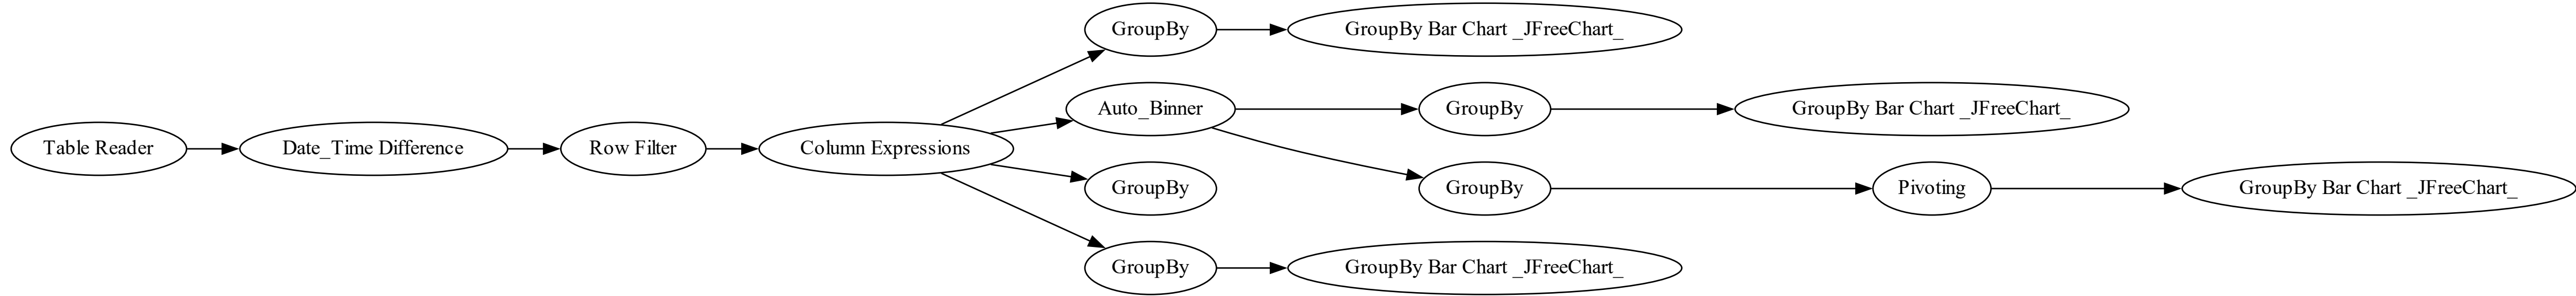 GroupBy
GroupBy Bar Chart _JFreeChart_
Auto_Binner
GroupBy
GroupBy Bar Chart _JFreeChart_
Table Reader
Date_Time Difference
Row Filter
Column Expressions
GroupBy
GroupBy
Pivoting
GroupBy Bar Chart _JFreeChart_
GroupBy
GroupBy Bar Chart _JFreeChart_